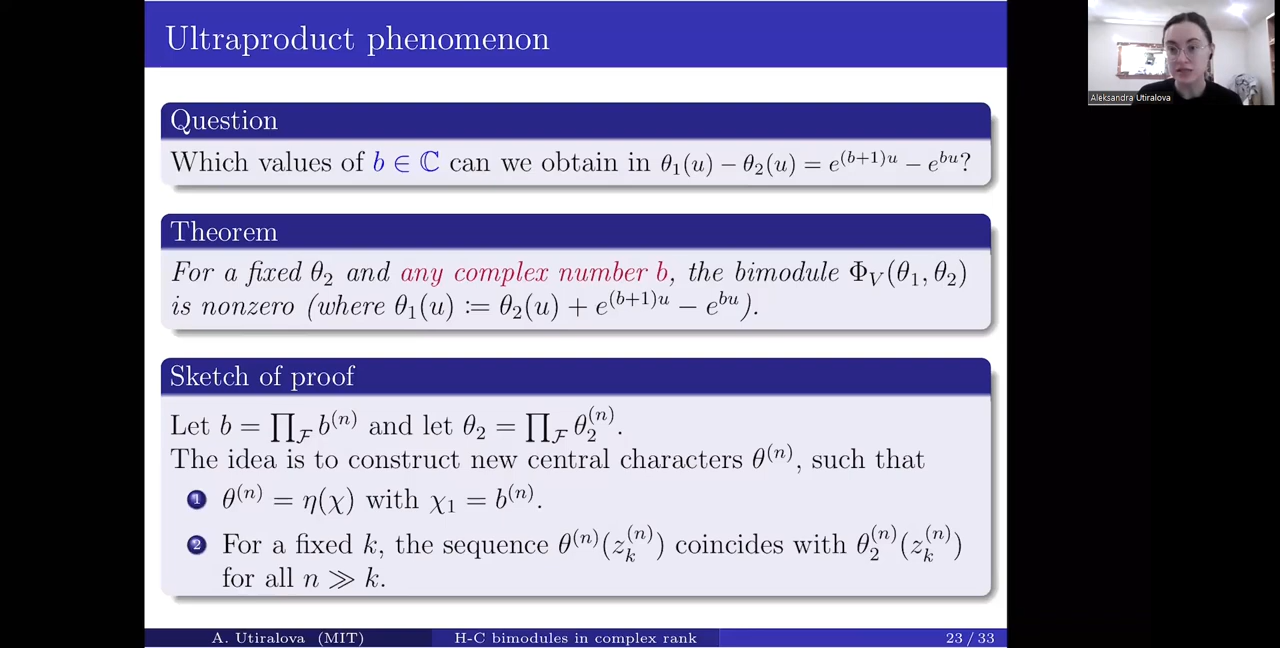 Ultraproduct phenomenon
Aleksandra Utiralova
Question
Which values of b ∈ ℂ can we obtain in θ₁(u) − θ₂(u) = e^{(b+1)u} − e^{bu}?
Theorem
For a fixed θ₂ and any complex number b, the bimodule Φ_V(θ₁, θ₂)
is nonzero (where θ₁(u) ≔ θ₂(u) + e^{(b+1)u} − e^{bu}).
Sketch of proof
Let b = ∏_ℱ b^{(n)} and let θ₂ = ∏_ℱ θ₂^{(n)}.
The idea is to construct new central characters θ^{(n)}, such that
1 θ^{(n)} = η(χ) with χ₁ = b^{(n)}.
2 For a fixed k, the sequence θ^{(n)}(z_k^{(n)}) coincides with θ₂^{(n)}(z_k^{(n)})
for all n ≫ k.
A. Utiralova (MIT)
H-C bimodules in complex rank
23 / 33